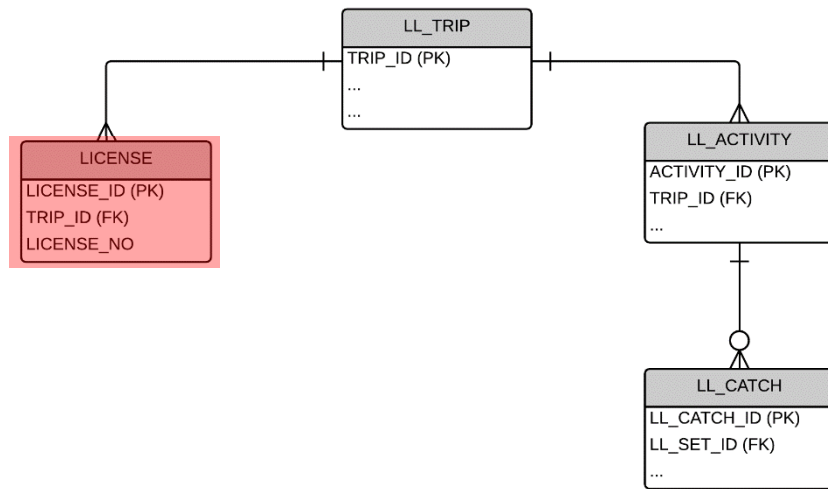 LL_TRIP
TRIP_ID (PK)
...
...
LICENSE
LICENSE_ID (PK)
TRIP_ID (FK)
LICENSE_NO
LL_ACTIVITY
ACTIVITY_ID (PK)
TRIP_ID (FK)
...
LL_CATCH
LL_CATCH_ID (PK)
LL_SET_ID (FK)
...